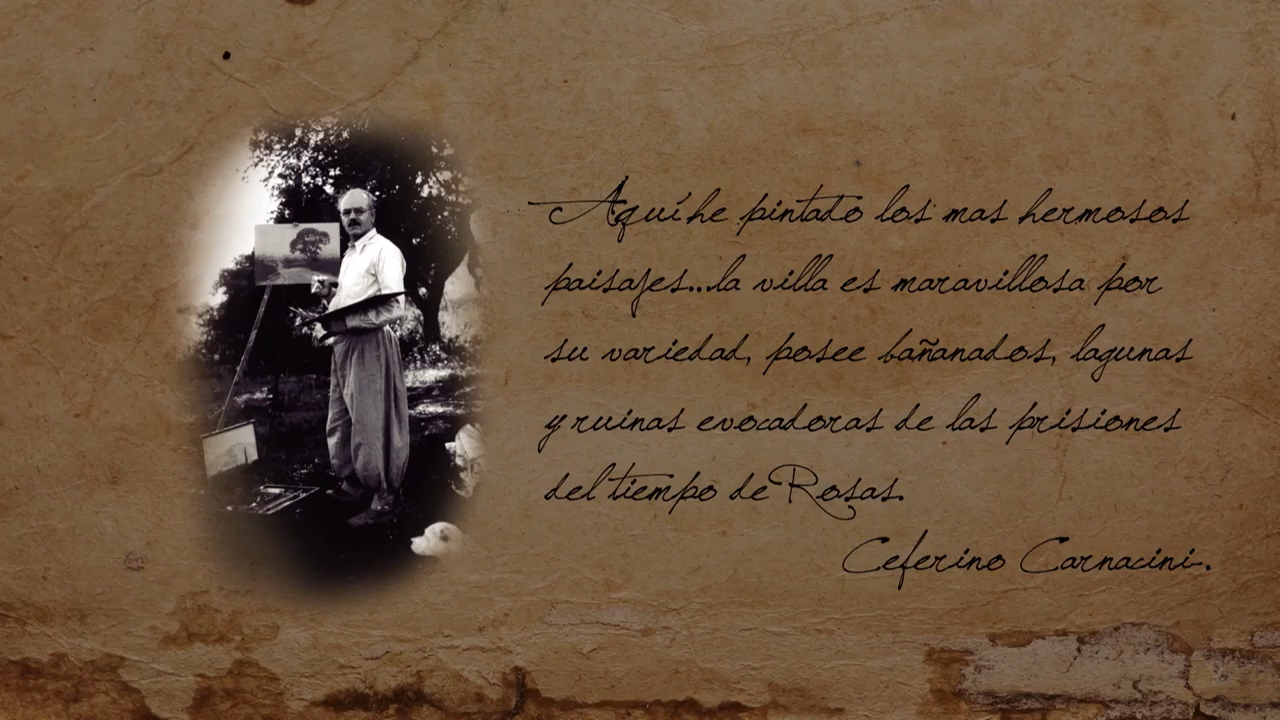 Aquí he pintado los mas hermosos
paisajes...la villa es maravillosa por
su variedad, posee bañanados, lagunas
y ruinas evocadoras de las prisiones
del tiempo de Rosas.
Ceferino Carnacini.